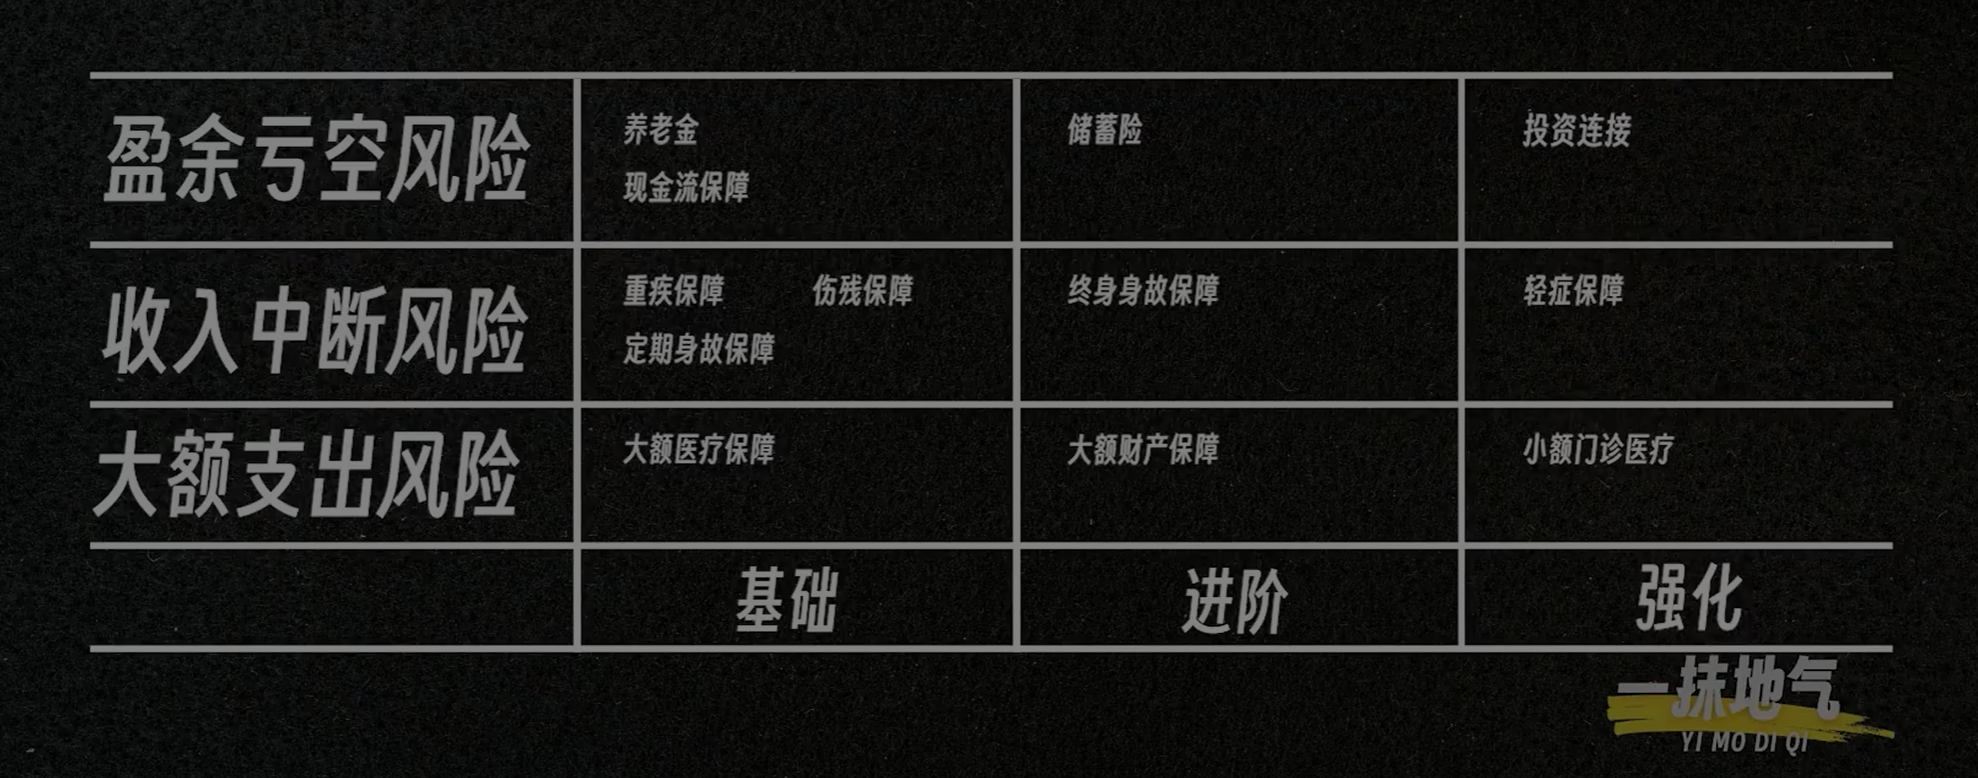 盈余亏空风险
养老金
现金流保障
储蓄险
投资连接
收入中断风险
重疾保障 伤残保障
定期身故保障
终身身故保障
轻症保障
大额支出风险
大额医疗保障
大额财产保障
小额门诊医疗
基础
进阶
强化
一抹地气
YI MO DI QI